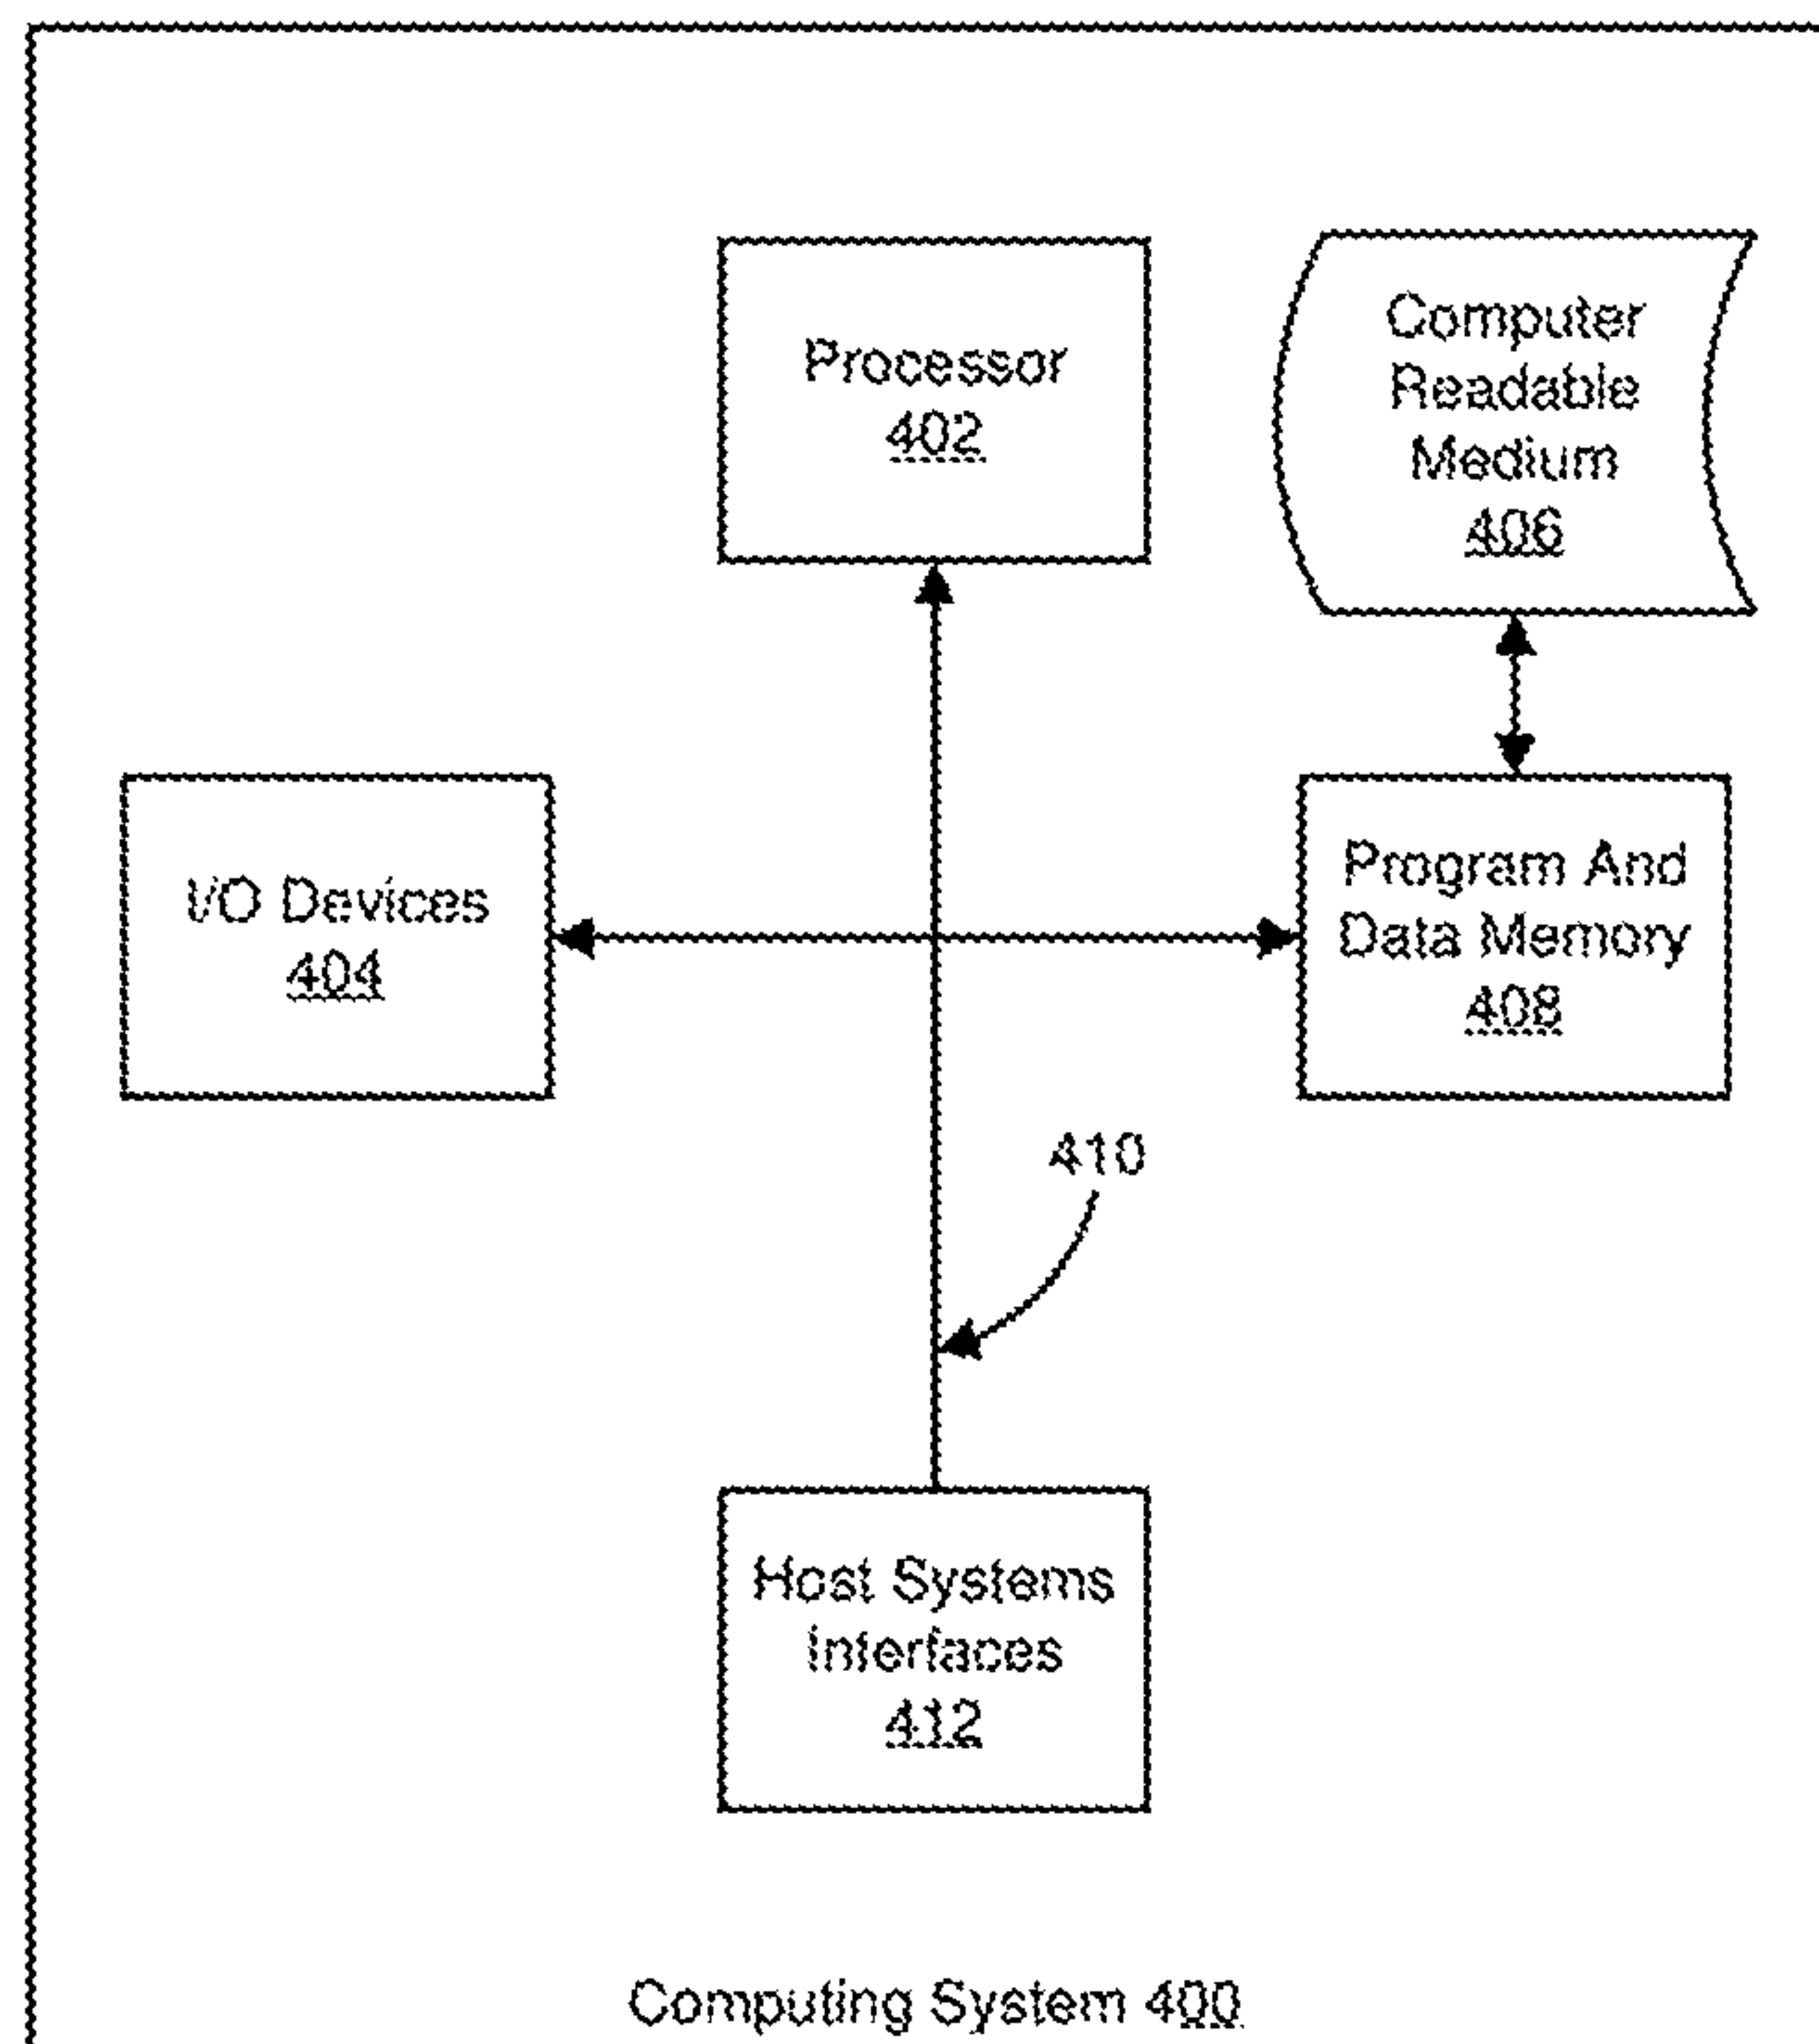 Processor
402
Computer
Readable
Medium
406
I/O Devices
404
Program And
Data Memory
408
410
Host Systems
Interfaces
412
Computing System 400